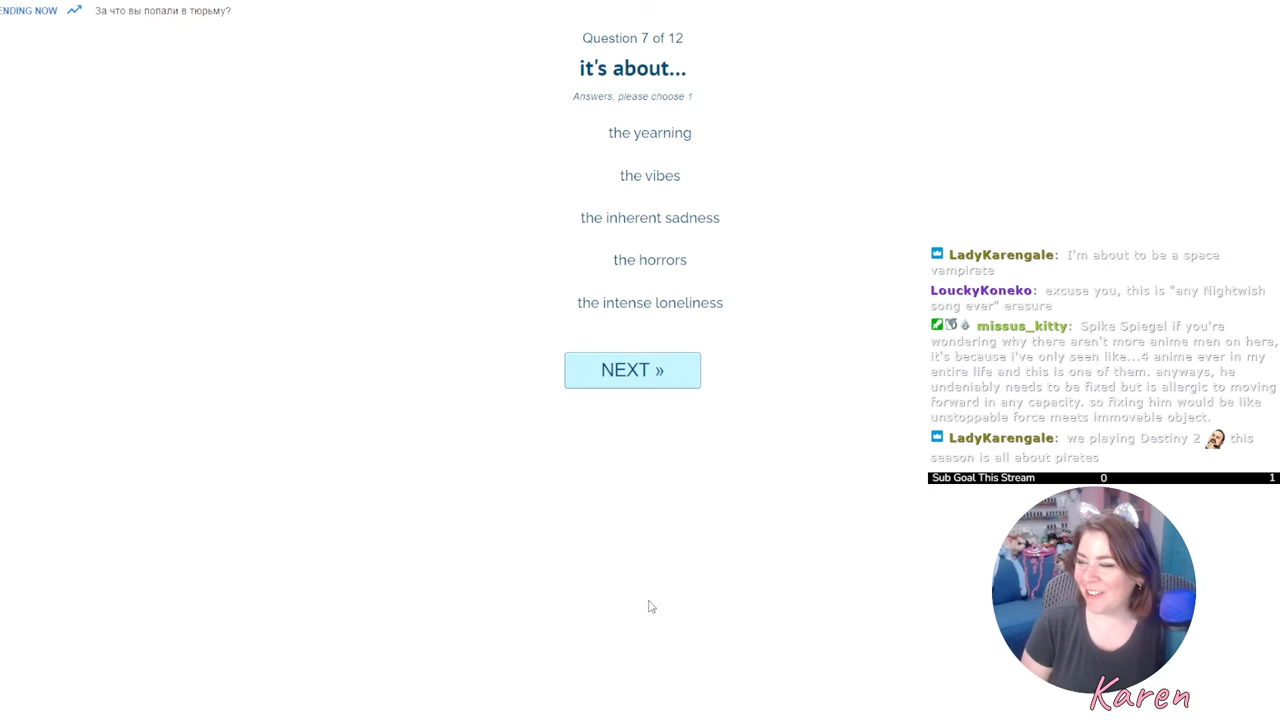 ENDING NOW За что вы попали в тюрьму?
Question 7 of 12
it's about...
Answers, please choose 1
the yearning
the vibes
the inherent sadness
the horrors
the intense loneliness
NEXT »
LadyKarengale: I'm about to be a space
vampirate
LouckyKoneko: excuse you, this is "any Nightwish
song ever" erasure
missus_kitty: Spike Spiegel if you're
wondering why there aren't more anime men on here,
it's because i've only seen like...4 anime ever in my
entire life and this is one of them. anyways, he
undeniably needs to be fixed but is allergic to moving
forward in any capacity. so fixing him would be like
unstoppable force meets immovable object.
LadyKarengale: we playing Destiny 2 this
season is all about pirates
Sub Goal This Stream 0 1
Karen